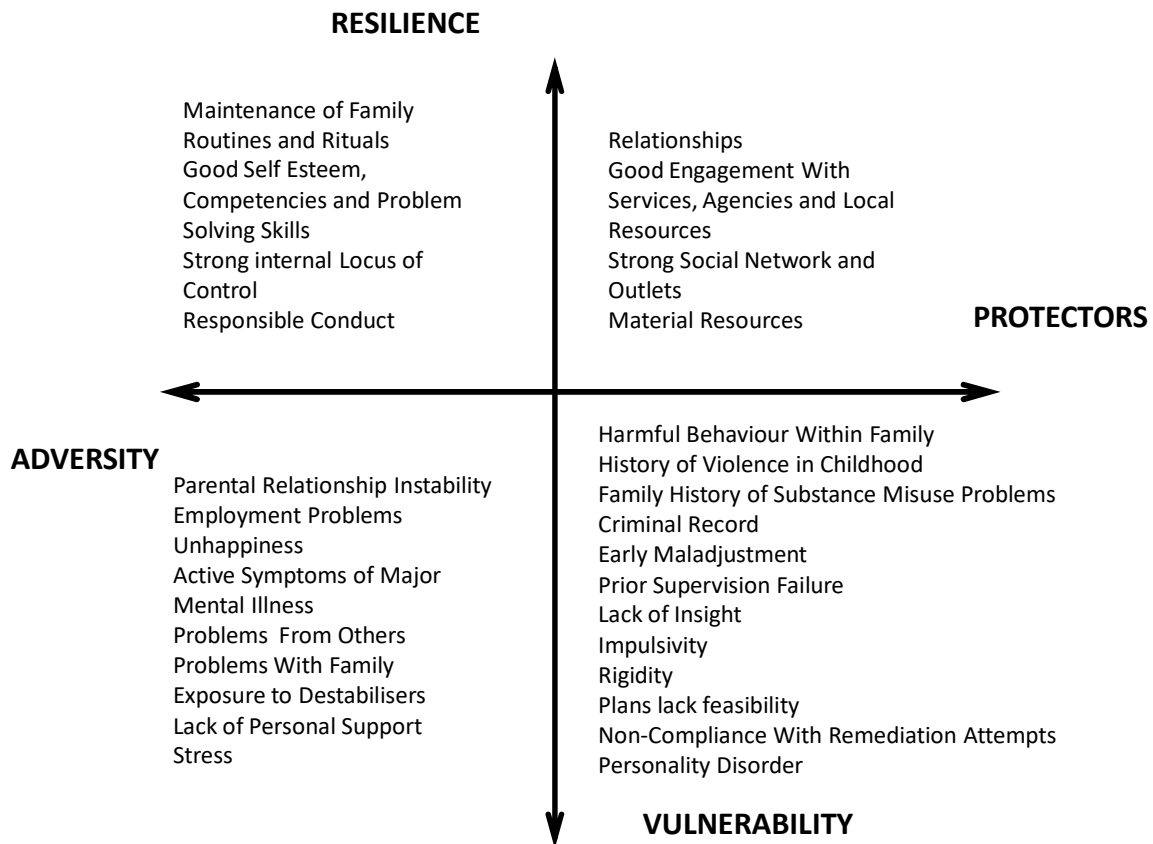 RESILIENCE
Maintenance of Family
Routines and Rituals
Good Self Esteem,
Competencies and Problem
Solving Skills
Strong internal Locus of
Control
Responsible Conduct
Relationships
Good Engagement With
Services, Agencies and Local
Resources
Strong Social Network and
Outlets
Material Resources
PROTECTORS
ADVERSITY
Parental Relationship Instability
Employment Problems
Unhappiness
Active Symptoms of Major
Mental Illness
Problems From Others
Problems With Family
Exposure to Destabilisers
Lack of Personal Support
Stress
Harmful Behaviour Within Family
History of Violence in Childhood
Family History of Substance Misuse Problems
Criminal Record
Early Maladjustment
Prior Supervision Failure
Lack of Insight
Impulsivity
Rigidity
Plans lack feasibility
Non-Compliance With Remediation Attempts
Personality Disorder
VULNERABILITY